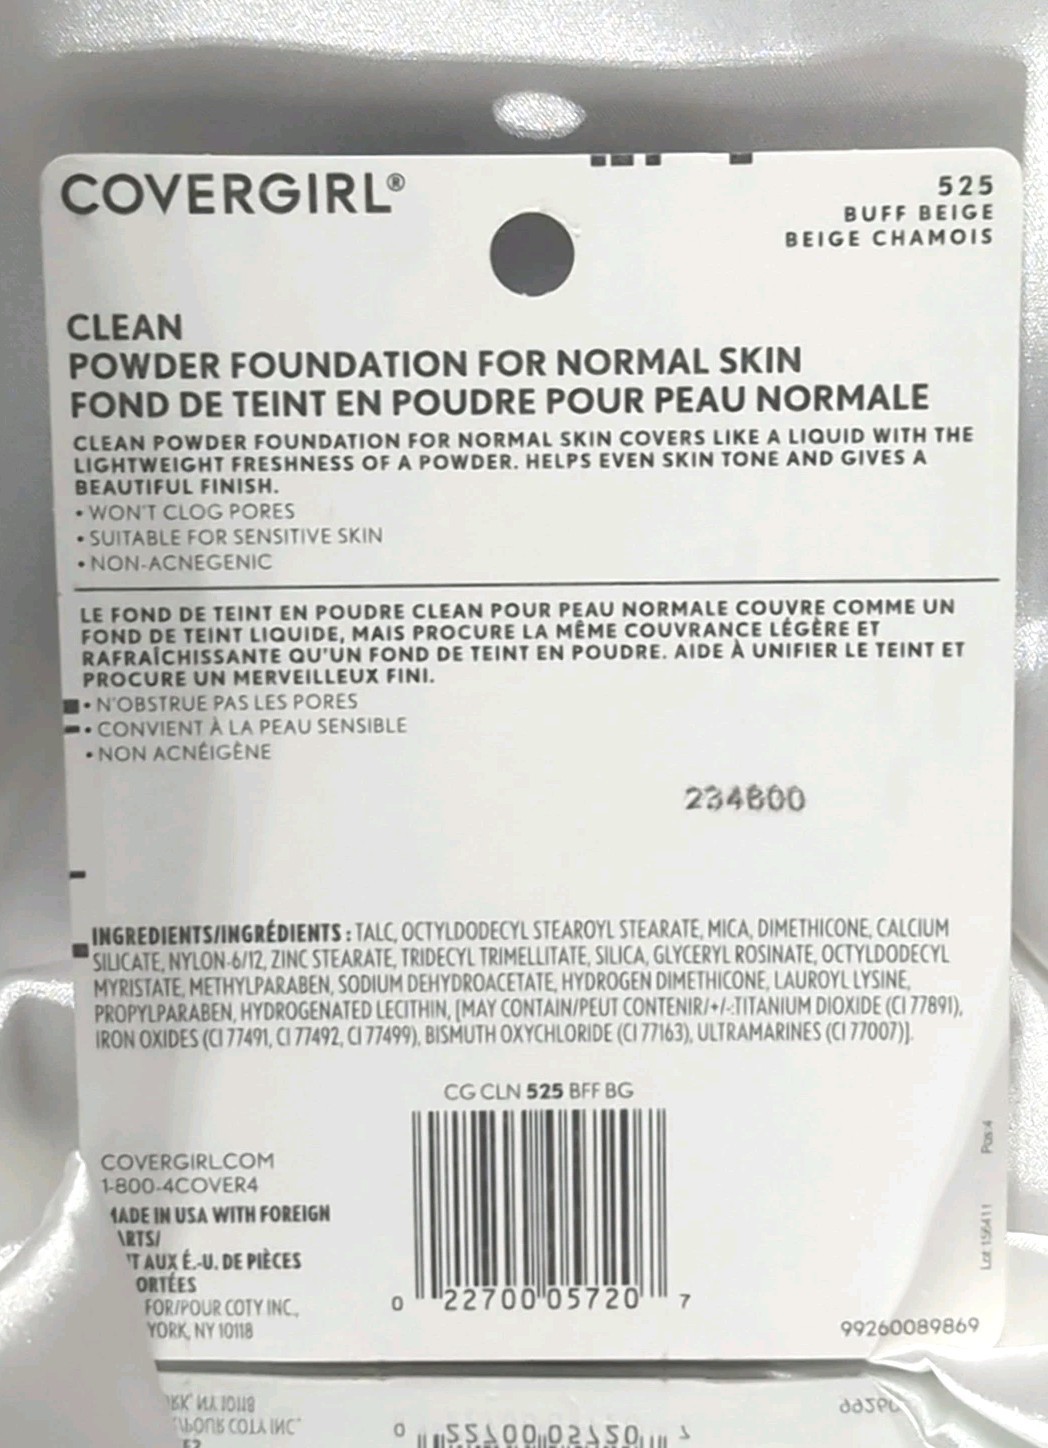 COVERGIRL®
525
BUFF BEIGE
BEIGE CHAMOIS
CLEAN
POWDER FOUNDATION FOR NORMAL SKIN
FOND DE TEINT EN POUDRE POUR PEAU NORMALE
CLEAN POWDER FOUNDATION FOR NORMAL SKIN COVERS LIKE A LIQUID WITH THE
LIGHTWEIGHT FRESHNESS OF A POWDER. HELPS EVEN SKIN TONE AND GIVES A
BEAUTIFUL FINISH.
• WON'T CLOG PORES
• SUITABLE FOR SENSITIVE SKIN
• NON-ACNEGENIC
LE FOND DE TEINT EN POUDRE CLEAN POUR PEAU NORMALE COUVRE COMME UN
FOND DE TEINT LIQUIDE, MAIS PROCURE LA MÊME COUVRANCE LÉGÈRE ET
RAFRAÎCHISSANTE QU'UN FOND DE TEINT EN POUDRE. AIDE À UNIFIER LE TEINT ET
PROCURE UN MERVEILLEUX FINI.
• N'OBSTRUE PAS LES PORES
• CONVIENT À LA PEAU SENSIBLE
• NON ACNÉIGÈNE
INGREDIENTS/INGRÉDIENTS : TALC, OCTYLDODECYL STEAROYL STEARATE, MICA, DIMETHICONE, CALCIUM
SILICATE, NYLON-6/12, ZINC STEARATE, TRIDECYL TRIMELLITATE, SILICA, GLYCERYL ROSINATE, OCTYLDODECYL
MYRISTATE, METHYLPARABEN, SODIUM DEHYDROACETATE, HYDROGEN DIMETHICONE, LAUROYL LYSINE,
PROPYLPARABEN, HYDROGENATED LECITHIN, [MAY CONTAIN/PEUT CONTENIR/+/-:TITANIUM DIOXIDE (CI 77891),
IRON OXIDES (CI 77491, CI 77492, CI 77499), BISMUTH OXYCHLORIDE (CI 77163), ULTRAMARINES (CI 77007)].
CG CLN 525 BFF BG
COVERGIRL.COM
1-800-4COVER4
MADE IN USA WITH FOREIGN
ARTS/
T AUX É.-U. DE PIÈCES
ORTÉES
FOR/POUR COTY INC.,
YORK, NY 10118
0 22700 05720 7
Lot 156411 Pos:4
99260089869